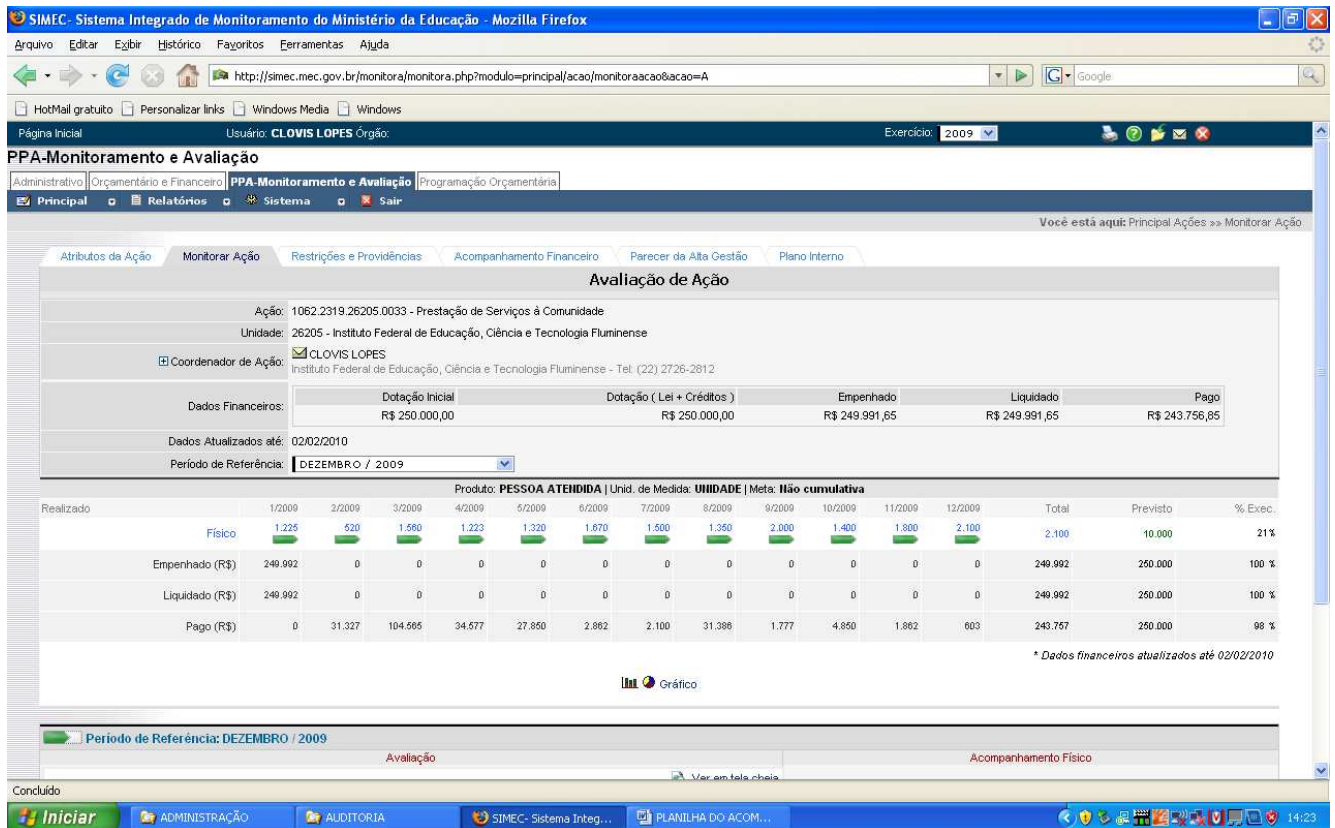 SIMEC- Sistema Integrado de Monitoramento do Ministério da Educação - Mozilla Firefox
Arquivo Editar Exibir Histórico Favoritos Ferramentas Ajuda
http://simec.mec.gov.br/monitora/monitora.php?modulo=principal/acao/monitoraacao&acao=A
G Google
HotMail gratuito Personalizar links Windows Media Windows
Página Inicial Usuário: CLOVIS LOPES Órgão: Exercício: 2009
PPA-Monitoramento e Avaliação
Administrativo Orçamentário e Financeiro PPA-Monitoramento e Avaliação Programação Orçamentária
Principal Relatórios Sistema Sair
Você está aqui: Principal Ações >> Monitorar Ação
Atributos da Ação Monitorar Ação Restrições e Providências Acompanhamento Financeiro Parecer da Alta Gestão Plano Interno
Avaliação de Ação
Ação: 1062.2319.26205.0033 - Prestação de Serviços à Comunidade
Unidade: 26205 - Instituto Federal de Educação, Ciência e Tecnologia Fluminense
Coordenador de Ação: CLOVIS LOPES
Instituto Federal de Educação, Ciência e Tecnologia Fluminense - Tel: (22) 2726-2812
Dados Financeiros: Dotação Inicial Dotação ( Lei + Créditos ) Empenhado Liquidado Pago
R$ 250.000,00 R$ 250.000,00 R$ 249.991,65 R$ 249.991,65 R$ 243.756,85
Dados Atualizados até: 02/02/2010
Período de Referência: DEZEMBRO / 2009
Produto: PESSOA ATENDIDA | Unid. de Medida: UNIDADE | Meta: Não cumulativa
Realizado 1/2009 2/2009 3/2009 4/2009 5/2009 6/2009 7/2009 8/2009 9/2009 10/2009 11/2009 12/2009 Total Previsto % Exec.
Físico 1.225 520 1.560 1.223 1.320 1.670 1.500 1.350 2.000 1.400 1.800 2.100 2.100 10.000 21 %
Empenhado (R$) 249.992 0 0 0 0 0 0 0 0 0 0 0 249.992 250.000 100 %
Liquidado (R$) 249.992 0 0 0 0 0 0 0 0 0 0 0 249.992 250.000 100 %
Pago (R$) 0 31.327 104.565 34.577 27.850 2.862 2.100 31.386 1.777 4.850 1.862 603 243.757 250.000 98 %
* Dados financeiros atualizados até 02/02/2010
Gráfico
Período de Referência: DEZEMBRO / 2009
Avaliação Acompanhamento Físico
Ver em tela cheia
Concluído
Iniciar ADMINISTRAÇÃO AUDITORIA SIMEC- Sistema Integ... PLANILHA DO ACOM... 14:23